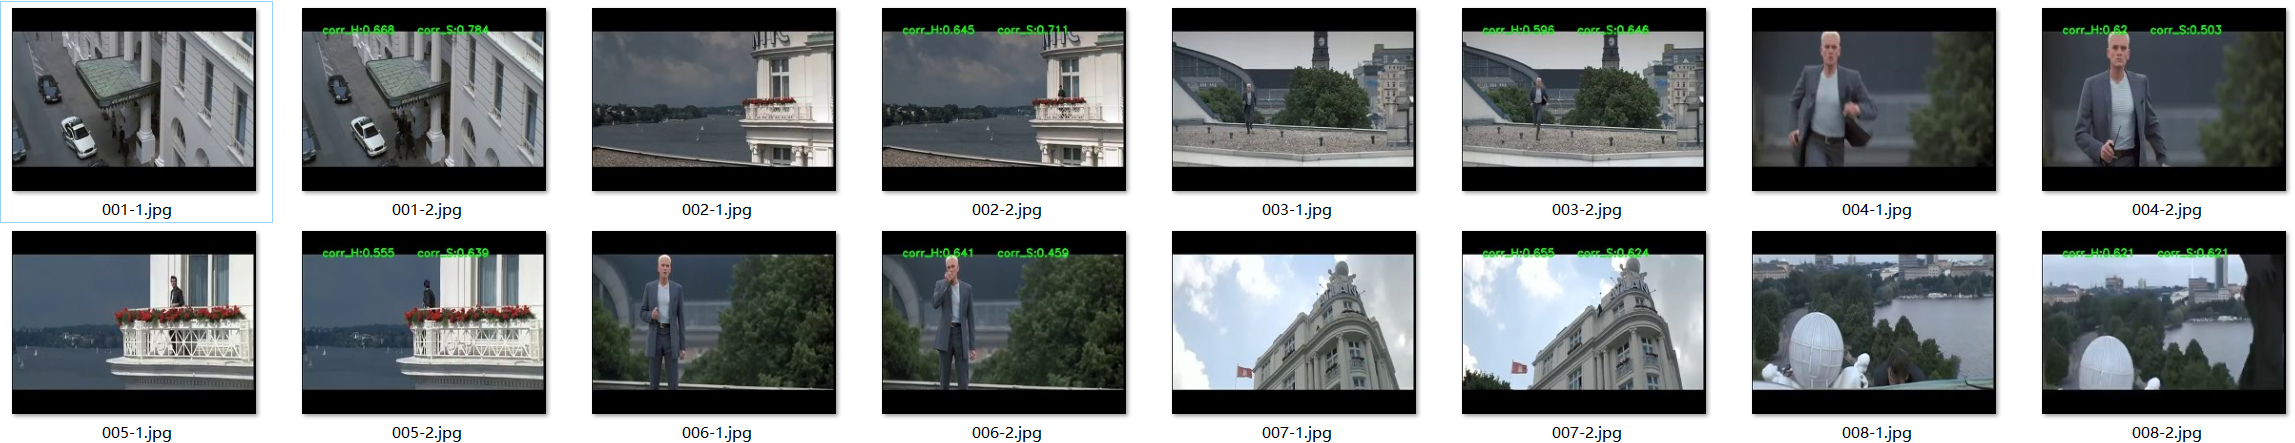 corr_H:0.668 corr_S:0.784
corr_H:0.645 corr_S:0.711
corr_H:0.596 corr_S:0.646
corr_H:0.62 corr_S:0.503
001-1.jpg
001-2.jpg
002-1.jpg
002-2.jpg
003-1.jpg
003-2.jpg
004-1.jpg
004-2.jpg
corr_H:0.555 corr_S:0.639
corr_H:0.641 corr_S:0.459
corr_H:0.655 corr_S:0.624
corr_H:0.621 corr_S:0.621
005-1.jpg
005-2.jpg
006-1.jpg
006-2.jpg
007-1.jpg
007-2.jpg
008-1.jpg
008-2.jpg